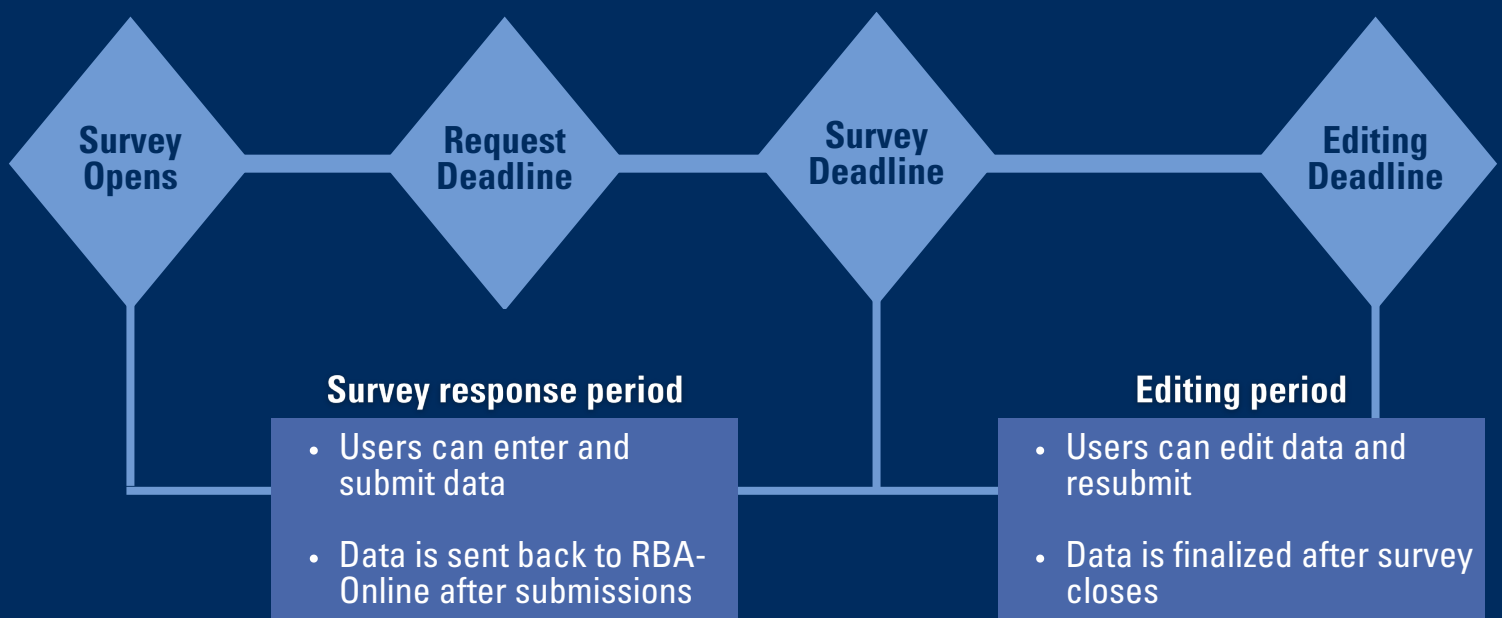 Survey
Opens
Request
Deadline
Survey
Deadline
Editing
Deadline
Survey response period
• Users can enter and
submit data
• Data is sent back to RBA-
Online after submissions
Editing period
• Users can edit data and
resubmit
• Data is finalized after survey
closes